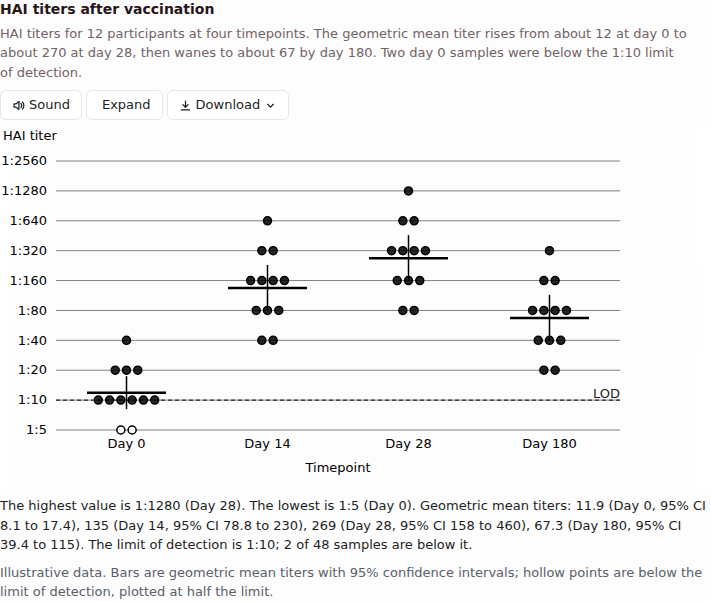 HAI titers after vaccination
HAI titers for 12 participants at four timepoints. The geometric mean titer rises from about 12 at day 0 to
about 270 at day 28, then wanes to about 67 by day 180. Two day 0 samples were below the 1:10 limit
of detection.
Sound Expand Download
HAI titer
1:2560
1:1280
1:640
1:320
1:160
1:80
1:40
1:20
1:10
LOD
1:5
Day 0 Day 14 Day 28 Day 180
Timepoint
The highest value is 1:1280 (Day 28). The lowest is 1:5 (Day 0). Geometric mean titers: 11.9 (Day 0, 95% CI
8.1 to 17.4), 135 (Day 14, 95% CI 78.8 to 230), 269 (Day 28, 95% CI 158 to 460), 67.3 (Day 180, 95% CI
39.4 to 115). The limit of detection is 1:10; 2 of 48 samples are below it.
Illustrative data. Bars are geometric mean titers with 95% confidence intervals; hollow points are below the
limit of detection, plotted at half the limit.